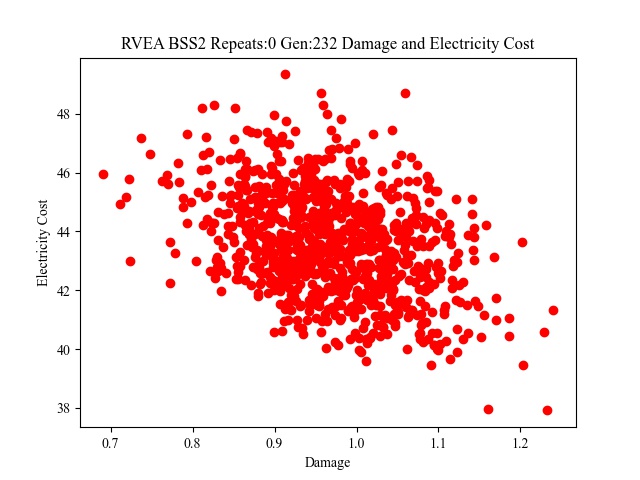 RVEA BSS2 Repeats:0 Gen:232 Damage and Electricity Cost
48
46
44
42
40
38
Electricity Cost
0.7 0.8 0.9 1.0 1.1 1.2
Damage